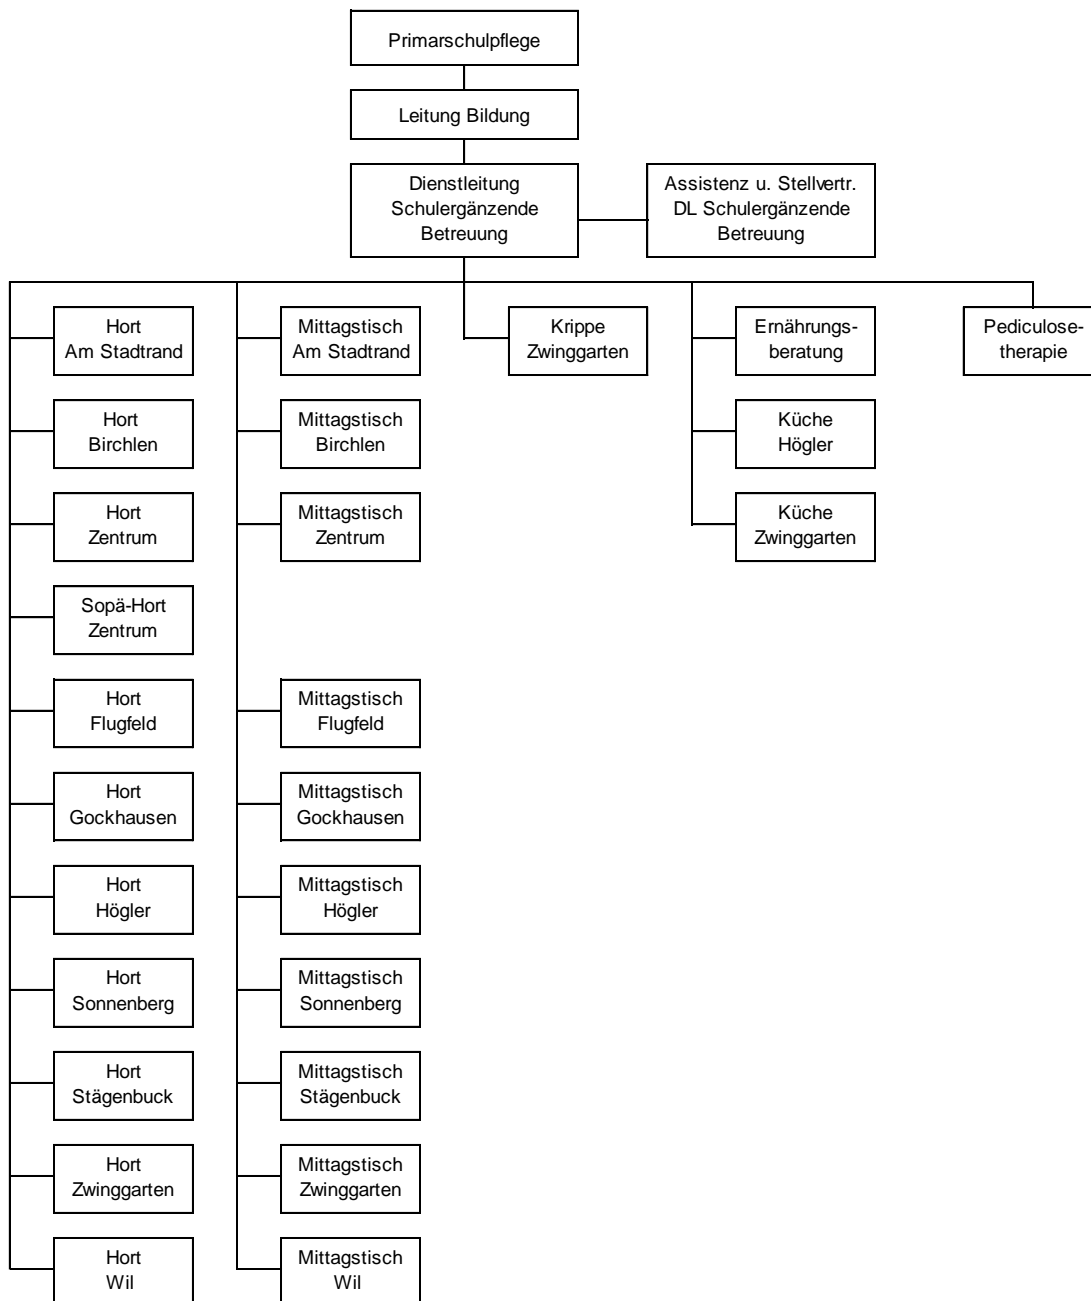 Primarschulpflege
Leitung Bildung
Dienstleitung
Schulergänzende
Betreuung
Assistenz u. Stellvertr.
DL Schulergänzende
Betreuung
Hort
Am Stadtrand
Mittagstisch
Am Stadtrand
Krippe
Zwinggarten
Ernährungs-
beratung
Pediculose-
therapie
Hort
Birchlen
Mittagstisch
Birchlen
Küche
Högler
Hort
Zentrum
Mittagstisch
Zentrum
Küche
Zwinggarten
Sopä-Hort
Zentrum
Hort
Flugfeld
Mittagstisch
Flugfeld
Hort
Gockhausen
Mittagstisch
Gockhausen
Hort
Högler
Mittagstisch
Högler
Hort
Sonnenberg
Mittagstisch
Sonnenberg
Hort
Stägenbuck
Mittagstisch
Stägenbuck
Hort
Zwinggarten
Mittagstisch
Zwinggarten
Hort
Wil
Mittagstisch
Wil